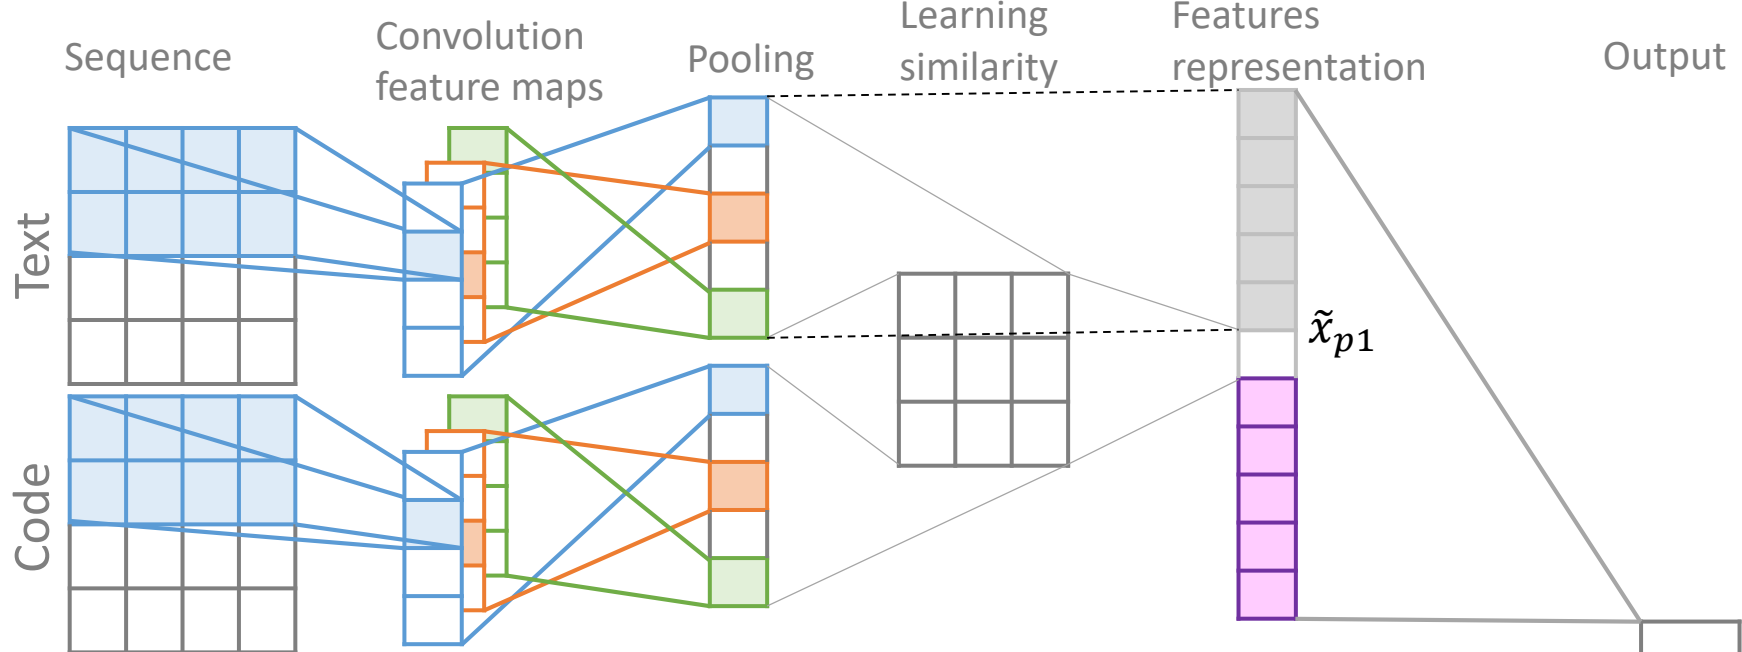 Sequence
Convolution
feature maps
Pooling
Learning
similarity
Features
representation
Output
Text
Code
x̃p1